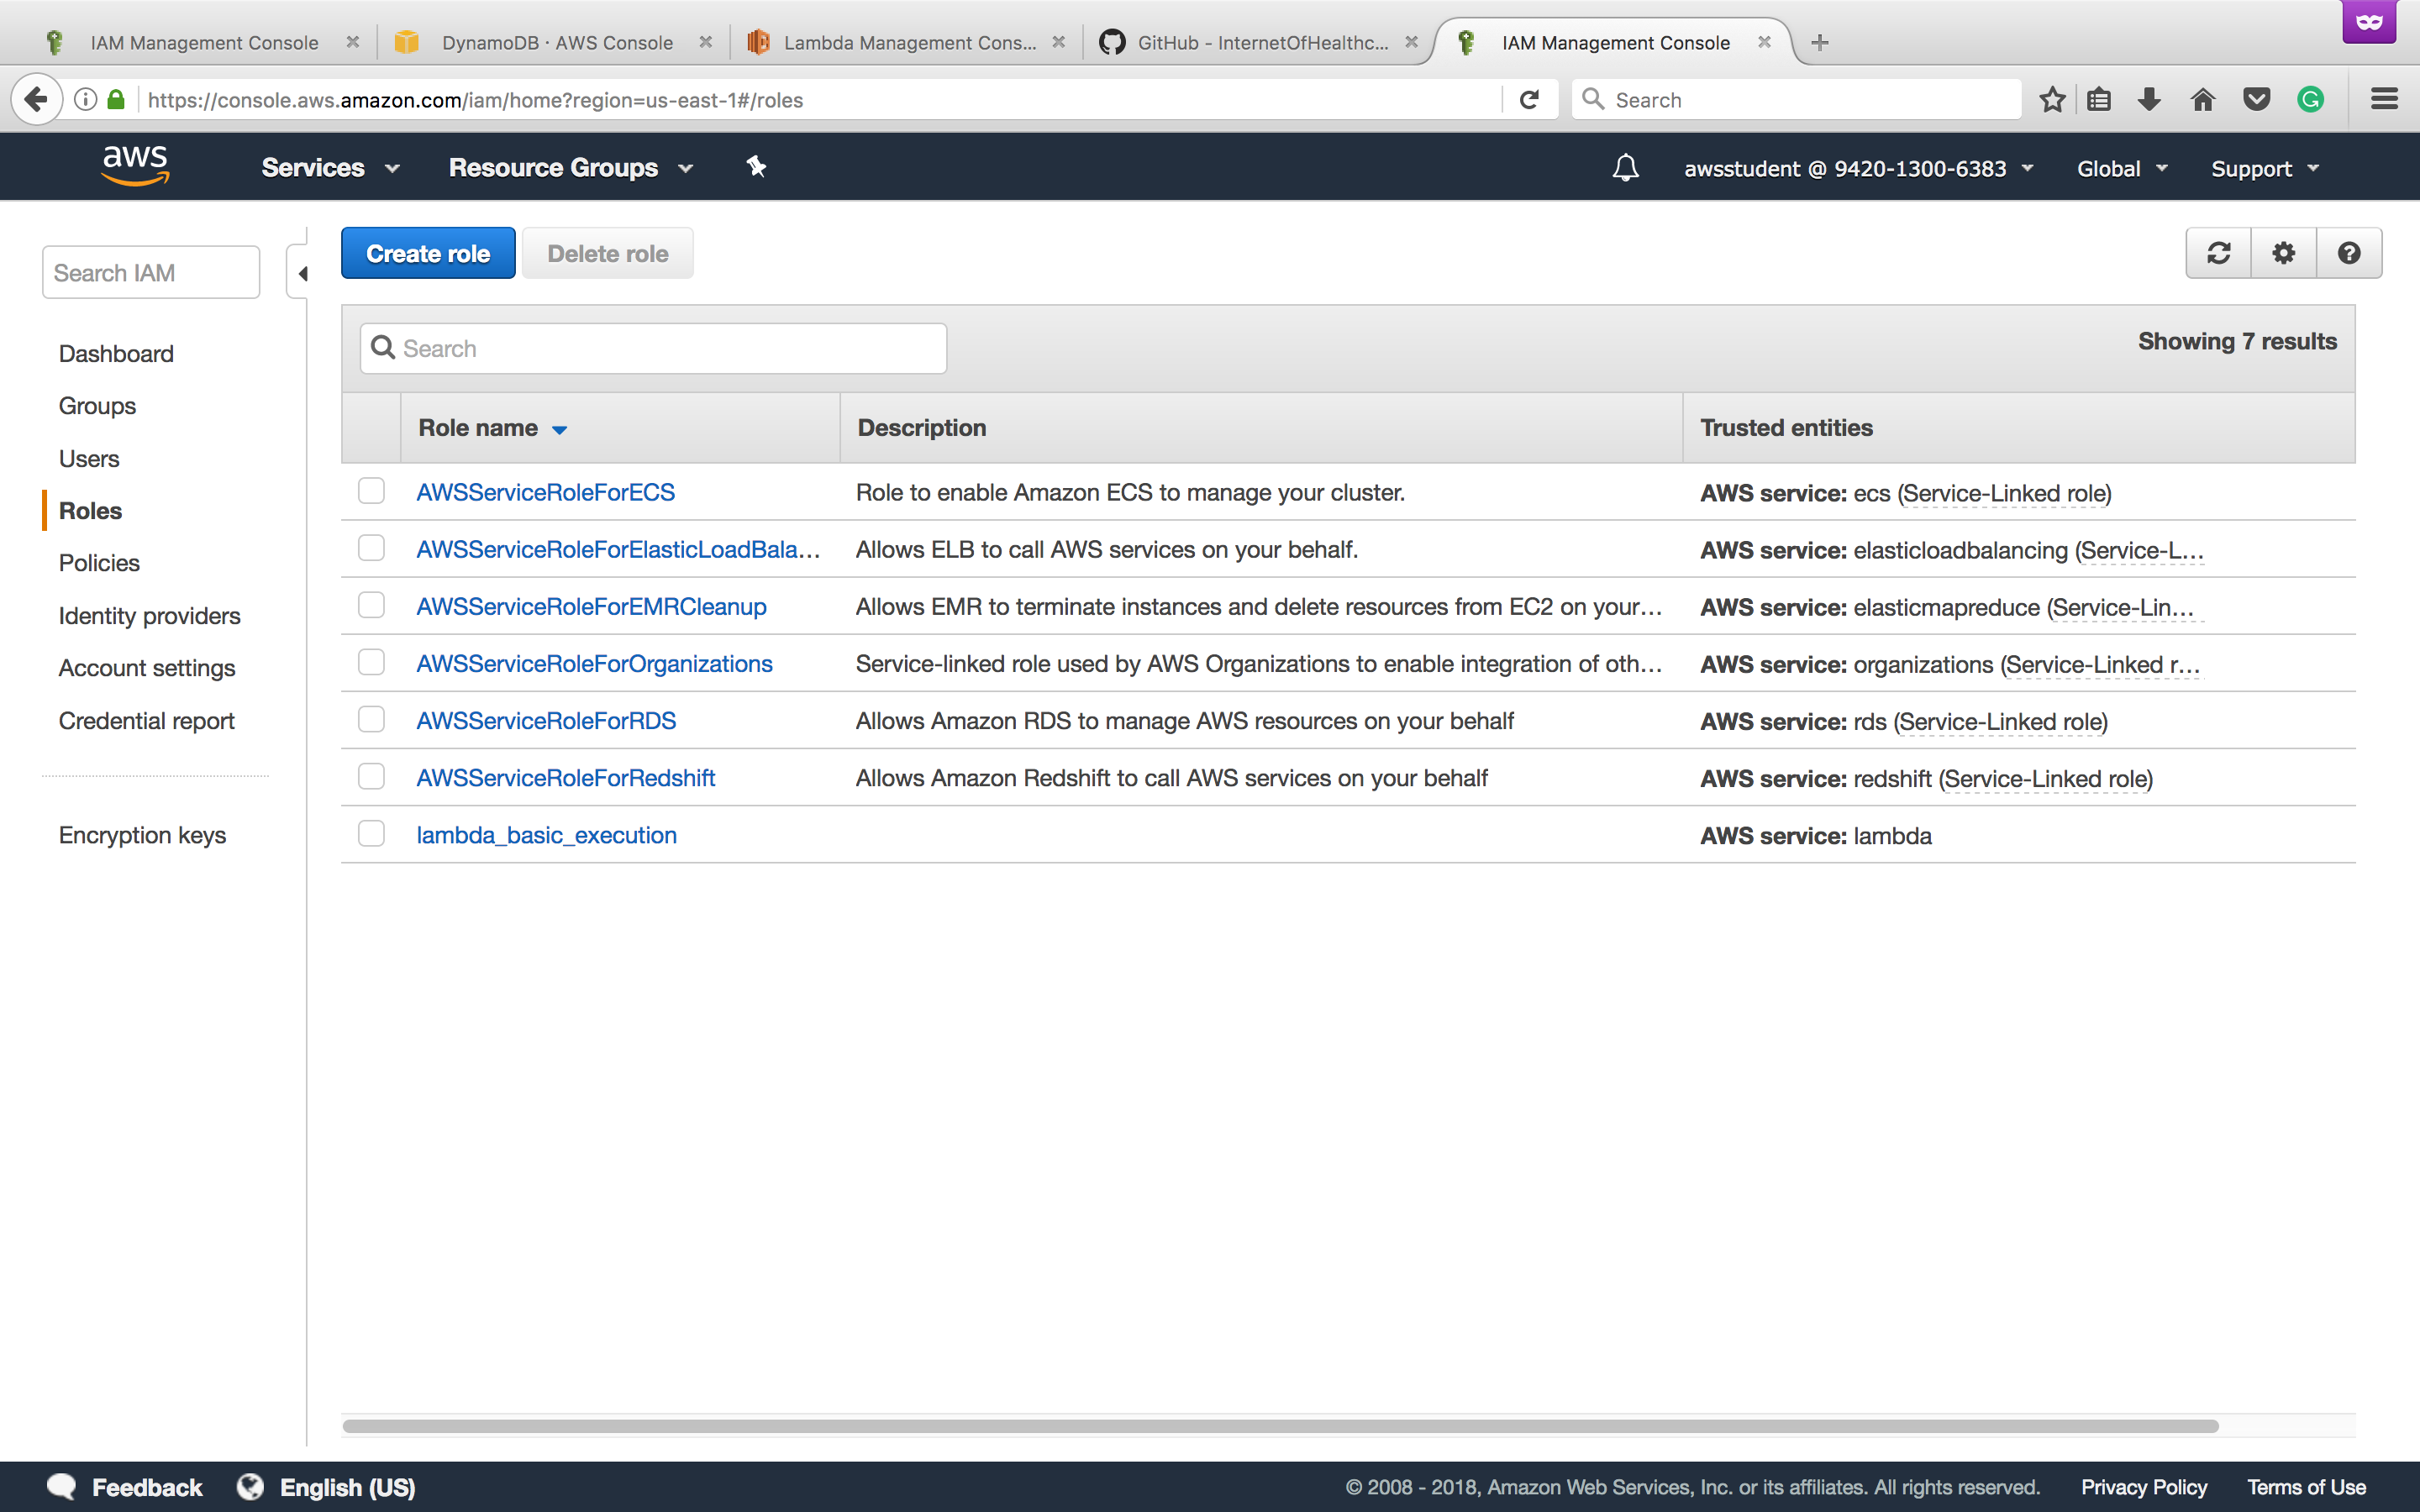 IAM Management Console
DynamoDB · AWS Console
Lambda Management Cons...
GitHub - InternetOfHealthc...
IAM Management Console
https://console.aws.amazon.com/iam/home?region=us-east-1#/roles
Search
aws
Services
Resource Groups
awsstudent @ 9420-1300-6383
Global
Support
Search IAM
Dashboard
Groups
Users
Roles
Policies
Identity providers
Account settings
Credential report
Encryption keys
Create role
Delete role
Search
Showing 7 results
Role name Description Trusted entities
AWSServiceRoleForECS Role to enable Amazon ECS to manage your cluster. AWS service: ecs (Service-Linked role)
AWSServiceRoleForElasticLoadBala... Allows ELB to call AWS services on your behalf. AWS service: elasticloadbalancing (Service-L...
AWSServiceRoleForEMRCleanup Allows EMR to terminate instances and delete resources from EC2 on your... AWS service: elasticmapreduce (Service-Lin...
AWSServiceRoleForOrganizations Service-linked role used by AWS Organizations to enable integration of oth... AWS service: organizations (Service-Linked r...
AWSServiceRoleForRDS Allows Amazon RDS to manage AWS resources on your behalf AWS service: rds (Service-Linked role)
AWSServiceRoleForRedshift Allows Amazon Redshift to call AWS services on your behalf AWS service: redshift (Service-Linked role)
lambda_basic_execution AWS service: lambda
Feedback
English (US)
© 2008 - 2018, Amazon Web Services, Inc. or its affiliates. All rights reserved.
Privacy Policy
Terms of Use